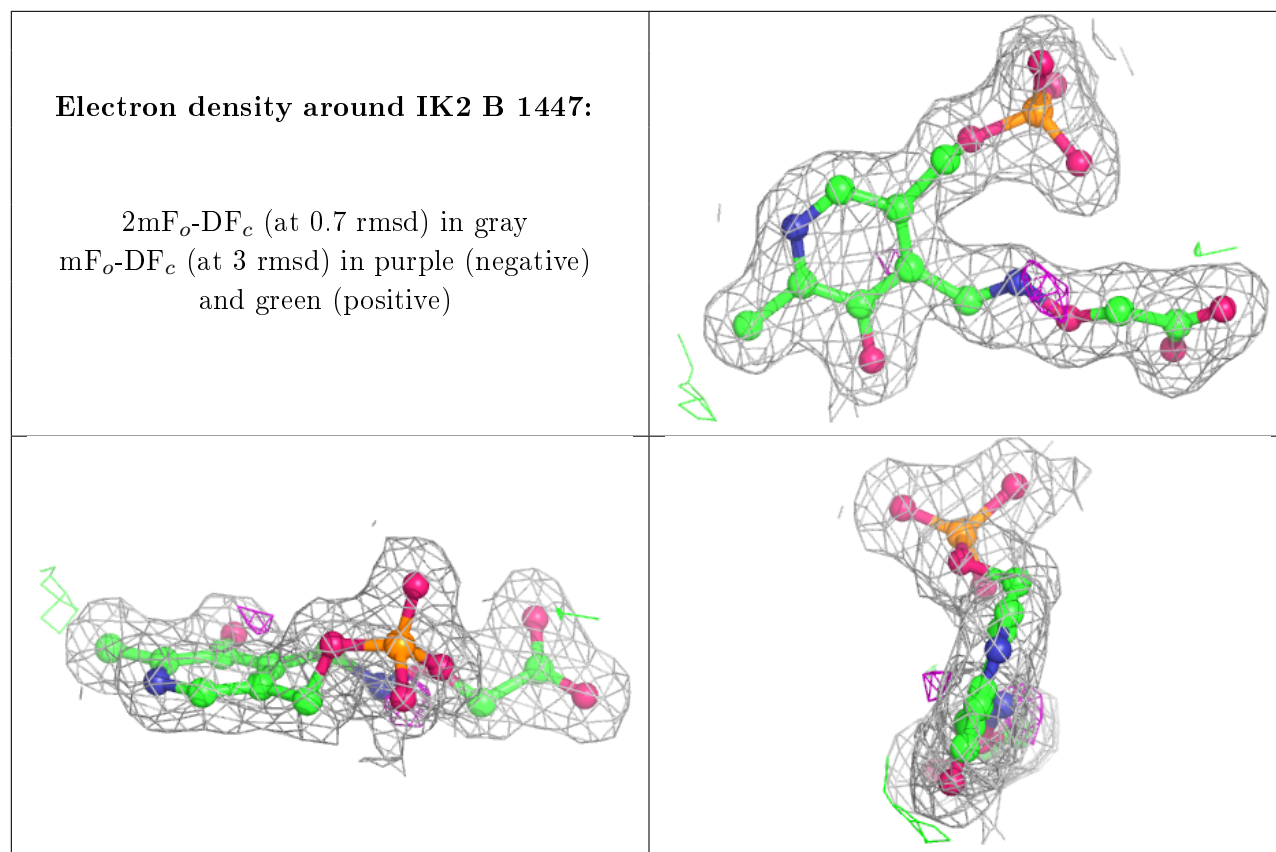 Electron density around IK2 B 1447:
2mFo-DFc (at 0.7 rmsd) in gray
mFo-DFc (at 3 rmsd) in purple (negative)
and green (positive)